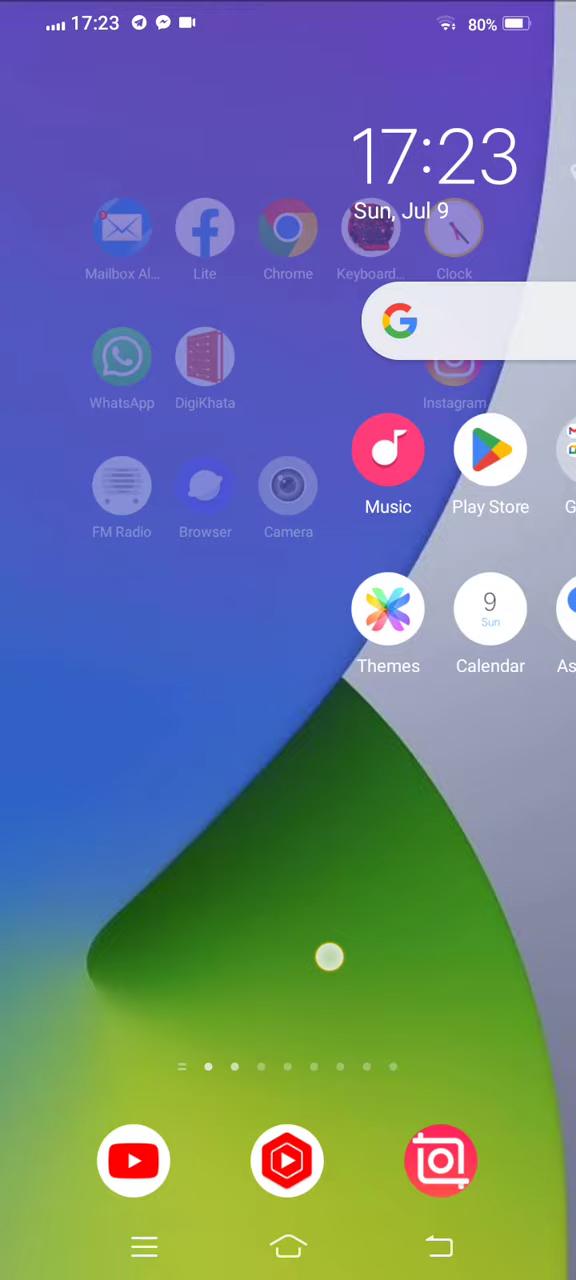 17:23
80%
17:23
Sun, Jul 9
Mailbox Al...
Lite
Chrome
Keyboard...
Clock
WhatsApp
DigiKhata
Instagram
Music
Play Store
G
FM Radio
Browser
Camera
9
Sun
Themes
Calendar
As